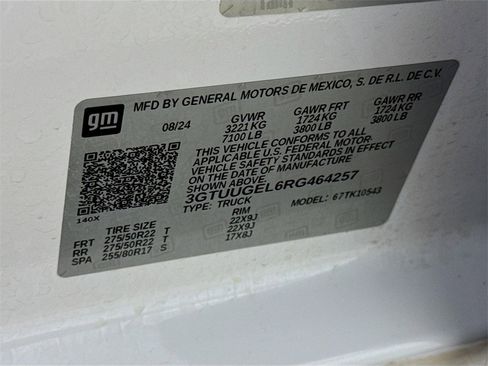 MFD BY GENERAL MOTORS DE MEXICO, S. DE R.L. DE C.V.
gm
08/24 GVWR GAWR FRT GAWR RR
3221 KG 1724 KG 1724 KG
7100 LB 3800 LB 3800 LB
THIS VEHICLE CONFORMS TO ALL
APPLICABLE U.S. FEDERAL MOTOR
VEHICLE SAFETY STANDARDS IN EFFECT
ON THE DATE OF MANUFACTURE
SHOWN ABOVE.
3GTUUGEL6RG464257
TYPE: TRUCK MODEL: 67TK10543
140X
TIRE SIZE RIM
FRT 275/50R22 T 22X9J
RR 275/50R22 T 22X9J
SPA 255/80R17 S 17X8J